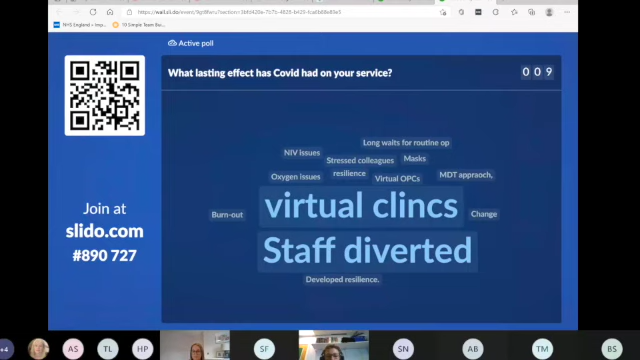 NHS England > Imp...
10 Simple Team Bui...
Active poll
What lasting effect has Covid had on your service?
0 0 9
Long waits for routine op
NIV issues
Stressed colleagues
Masks
Oxygen issues
resilience
Virtual OPCs
MDT appraoch,
virtual clincs
Burn-out
Change
Staff diverted
Developed resilience.
Join at
slido.com
#890 727
+4
AS
TL
HP
SF
SN
AB
TM
BS